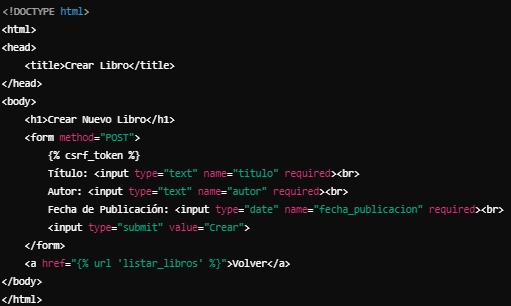 <!DOCTYPE html>
<html>
<head>
    <title>Crear Libro</title>
</head>
<body>
    <h1>Crear Nuevo Libro</h1>
    <form method="POST">
        {% csrf_token %}
        Título: <input type="text" name="titulo" required><br>
        Autor: <input type="text" name="autor" required><br>
        Fecha de Publicación: <input type="date" name="fecha_publicacion" required><br>
        <input type="submit" value="Crear">
    </form>
    <a href="{% url 'listar_libros' %}">Volver</a>
</body>
</html>